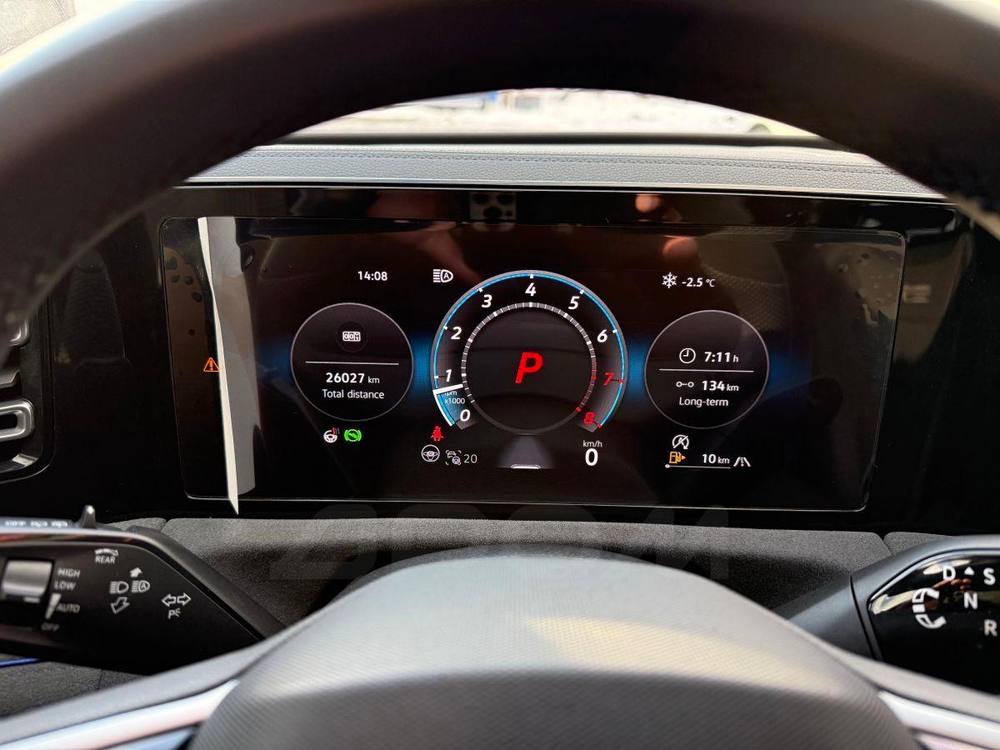 14:08
-2.5 °C
4
3
5
2
6
1
7
x1000
0
8
P
26027 km
Total distance
7:11 h
134 km
Long-term
20
km/h
0
10 km
REAR
HIGH
LOW
AUTO
OFF
P
D
S
N
R